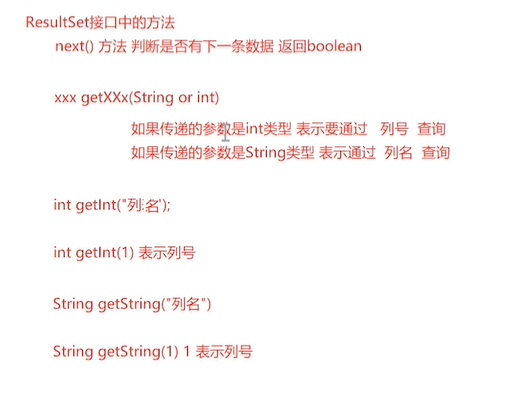 ResultSet接口中的方法
next() 方法 判断是否有下一条数据 返回boolean
xxx getXXx(String or int)
如果传递的参数是int类型 表示要通过 列号 查询
如果传递的参数是String类型 表示通过 列名 查询
int getInt("列名");
int getInt(1) 表示列号
String getString("列名")
String getString(1) 1 表示列号